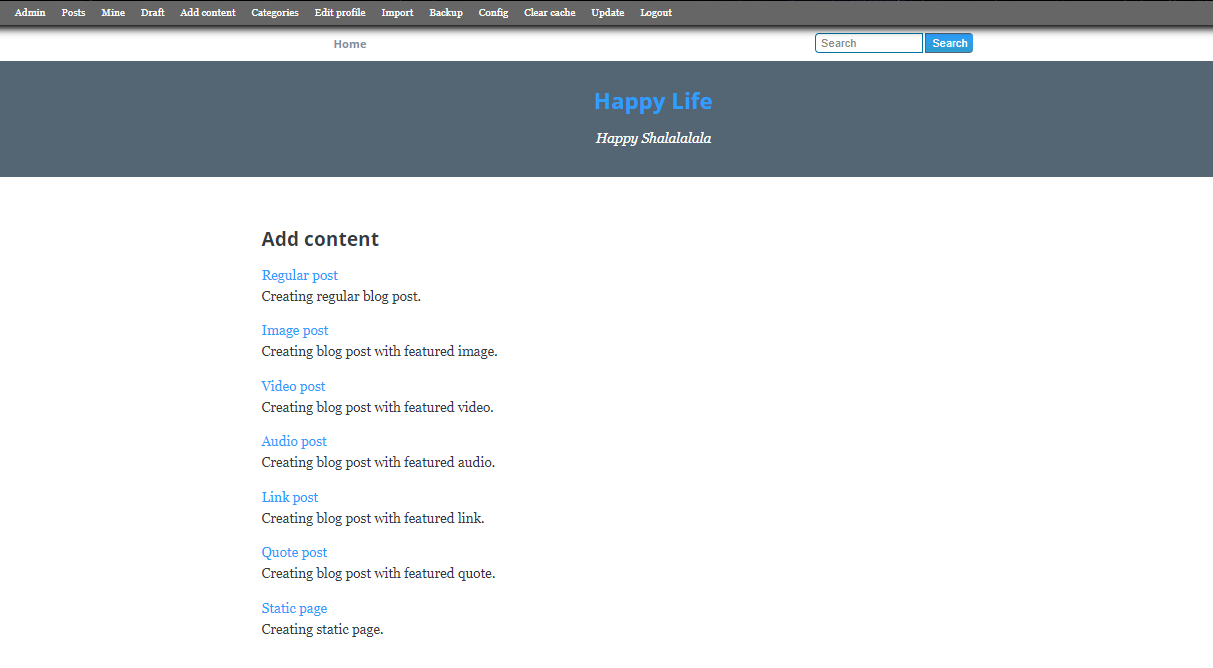 Admin Posts Mine Draft Add content Categories Edit profile Import Backup Config Clear cache Update Logout
Home Search Search
Happy Life
Happy Shalalalala
Add content
Regular post
Creating regular blog post.
Image post
Creating blog post with featured image.
Video post
Creating blog post with featured video.
Audio post
Creating blog post with featured audio.
Link post
Creating blog post with featured link.
Quote post
Creating blog post with featured quote.
Static page
Creating static page.